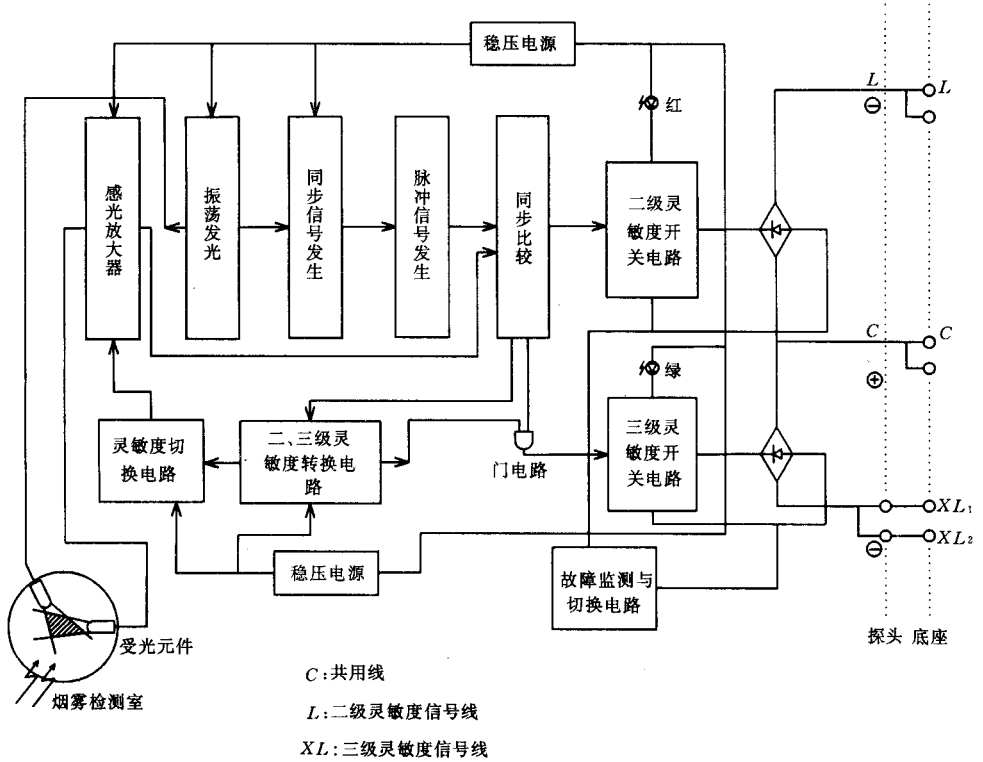 稳压电源
红
L
⊖
L
感光放大器
振荡发光
同步信号发生
脉冲信号发生
同步比较
二级灵
敏度开
关电路
C
⊕
C
绿
灵敏度切
换电路
二、三级灵
敏度转换电
路
门电路
三级灵
敏度开
关电路
XL₁
⊖
XL₂
稳压电源
故障监测与
切换电路
探头 底座
受光元件
烟雾检测室
C:共用线
L:二级灵敏度信号线
XL:三级灵敏度信号线